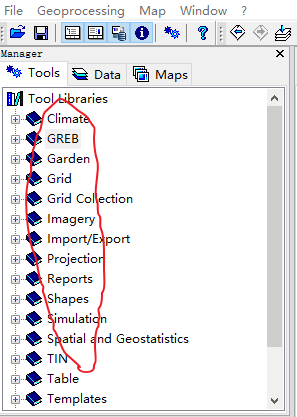 File Geoprocessing Map Window ?
Manager
Tools Data Maps
Tool Libraries
Climate
GREB
Garden
Grid
Grid Collection
Imagery
Import/Export
Projection
Reports
Shapes
Simulation
Spatial and Geostatistics
TIN
Table
Templates